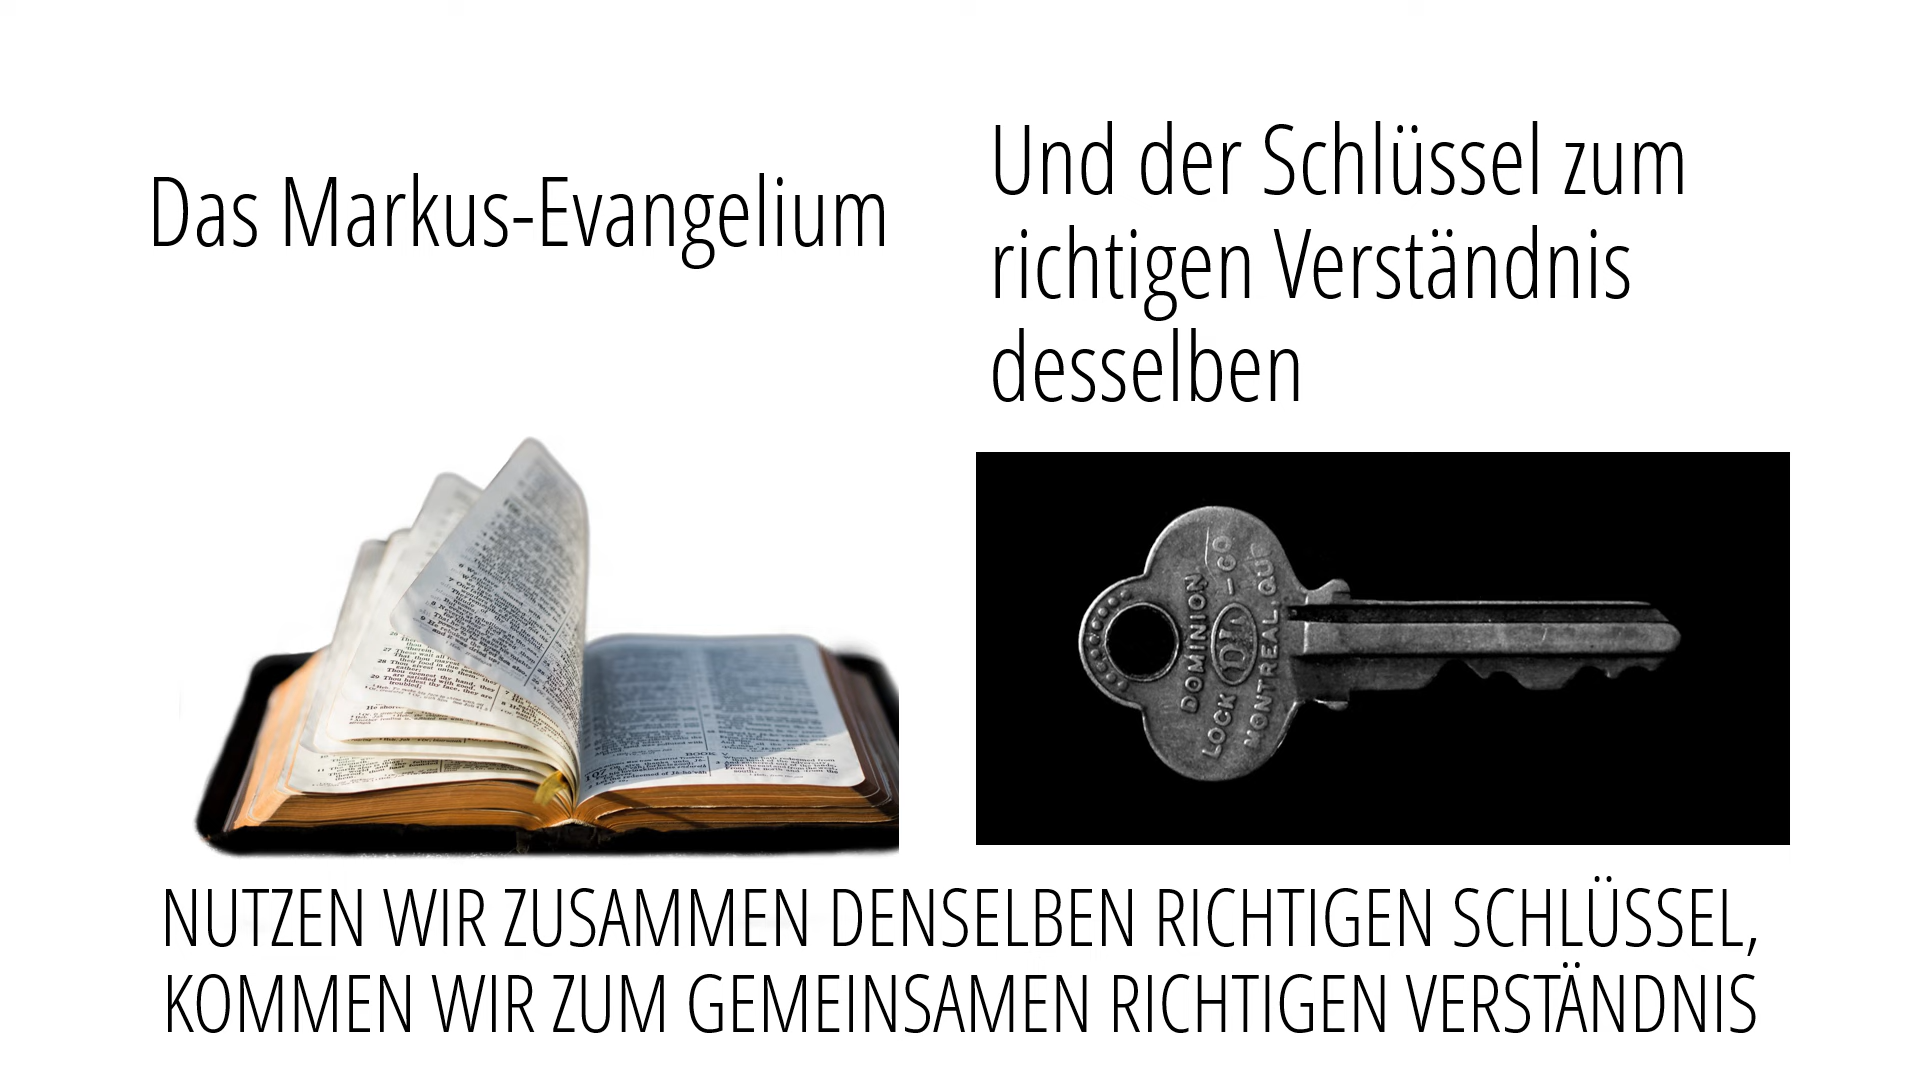 Das Markus-Evangelium
Und der Schlüssel zum
richtigen Verständnis
desselben
DOMINION
LOCK
DL
-CO
MONTREAL.QUE
NUTZEN WIR ZUSAMMEN DENSELBEN RICHTIGEN SCHLÜSSEL,
KOMMEN WIR ZUM GEMEINSAMEN RICHTIGEN VERSTÄNDNIS